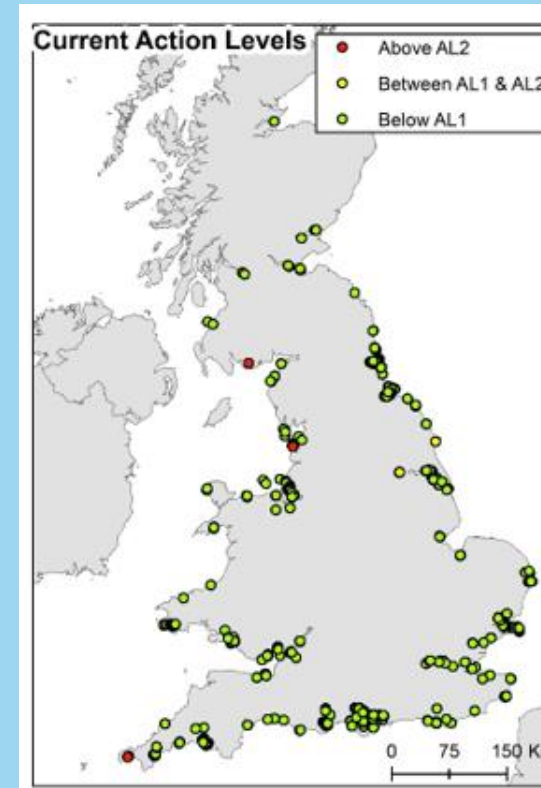 Current Action Levels
Above AL2
Between AL1 & AL2
Below AL1
0 75 150 K